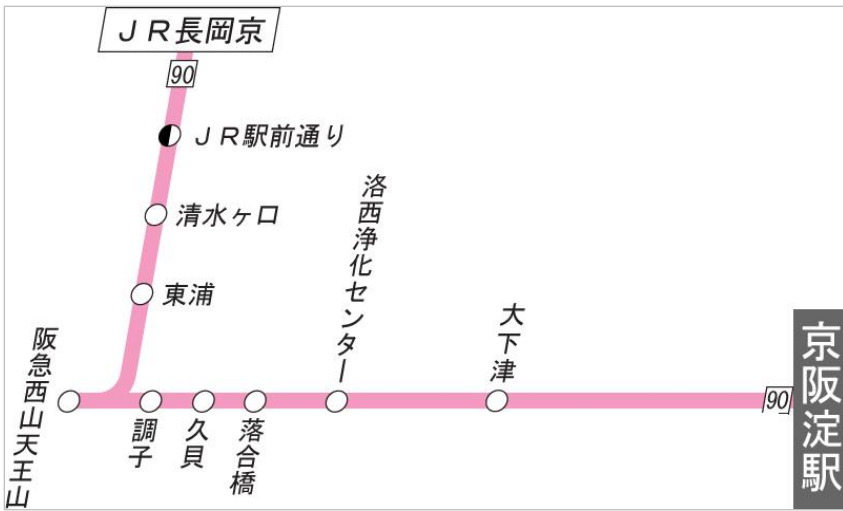 ＪＲ長岡京
90
ＪＲ駅前通り
清水ヶ口
東浦
阪急西山天王山
調子
久貝
落合橋
洛西浄化センター
大下津
90
京阪淀駅